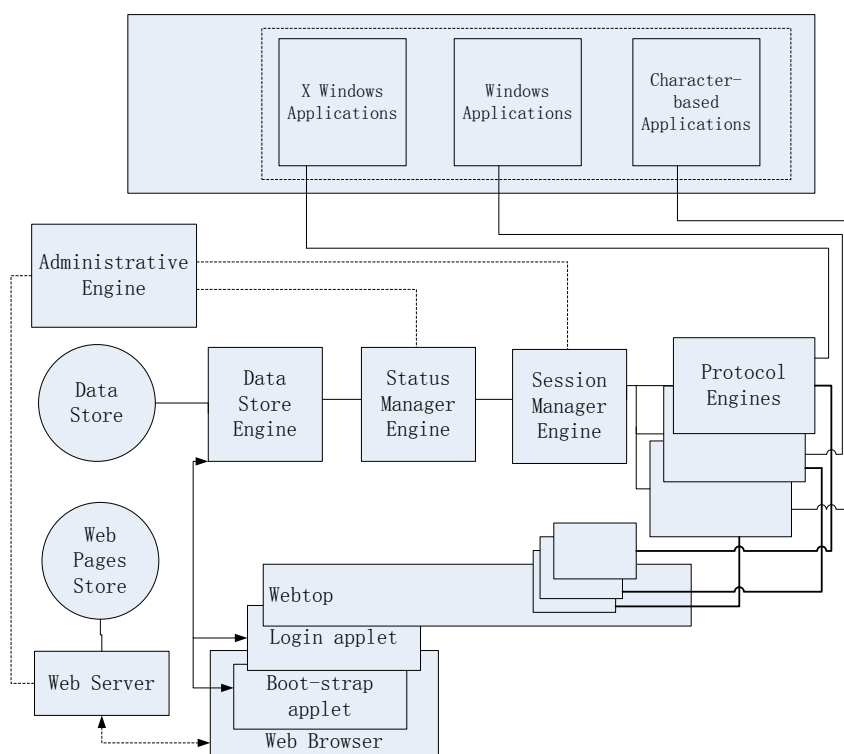 X Windows
Applications
Windows
Applications
Character-
based
Applications
Administrative
Engine
Data
Store
Data
Store
Engine
Status
Manager
Engine
Session
Manager
Engine
Protocol
Engines
Web
Pages
Store
Webtop
Login applet
Web Server
Boot-strap
applet
Web Browser